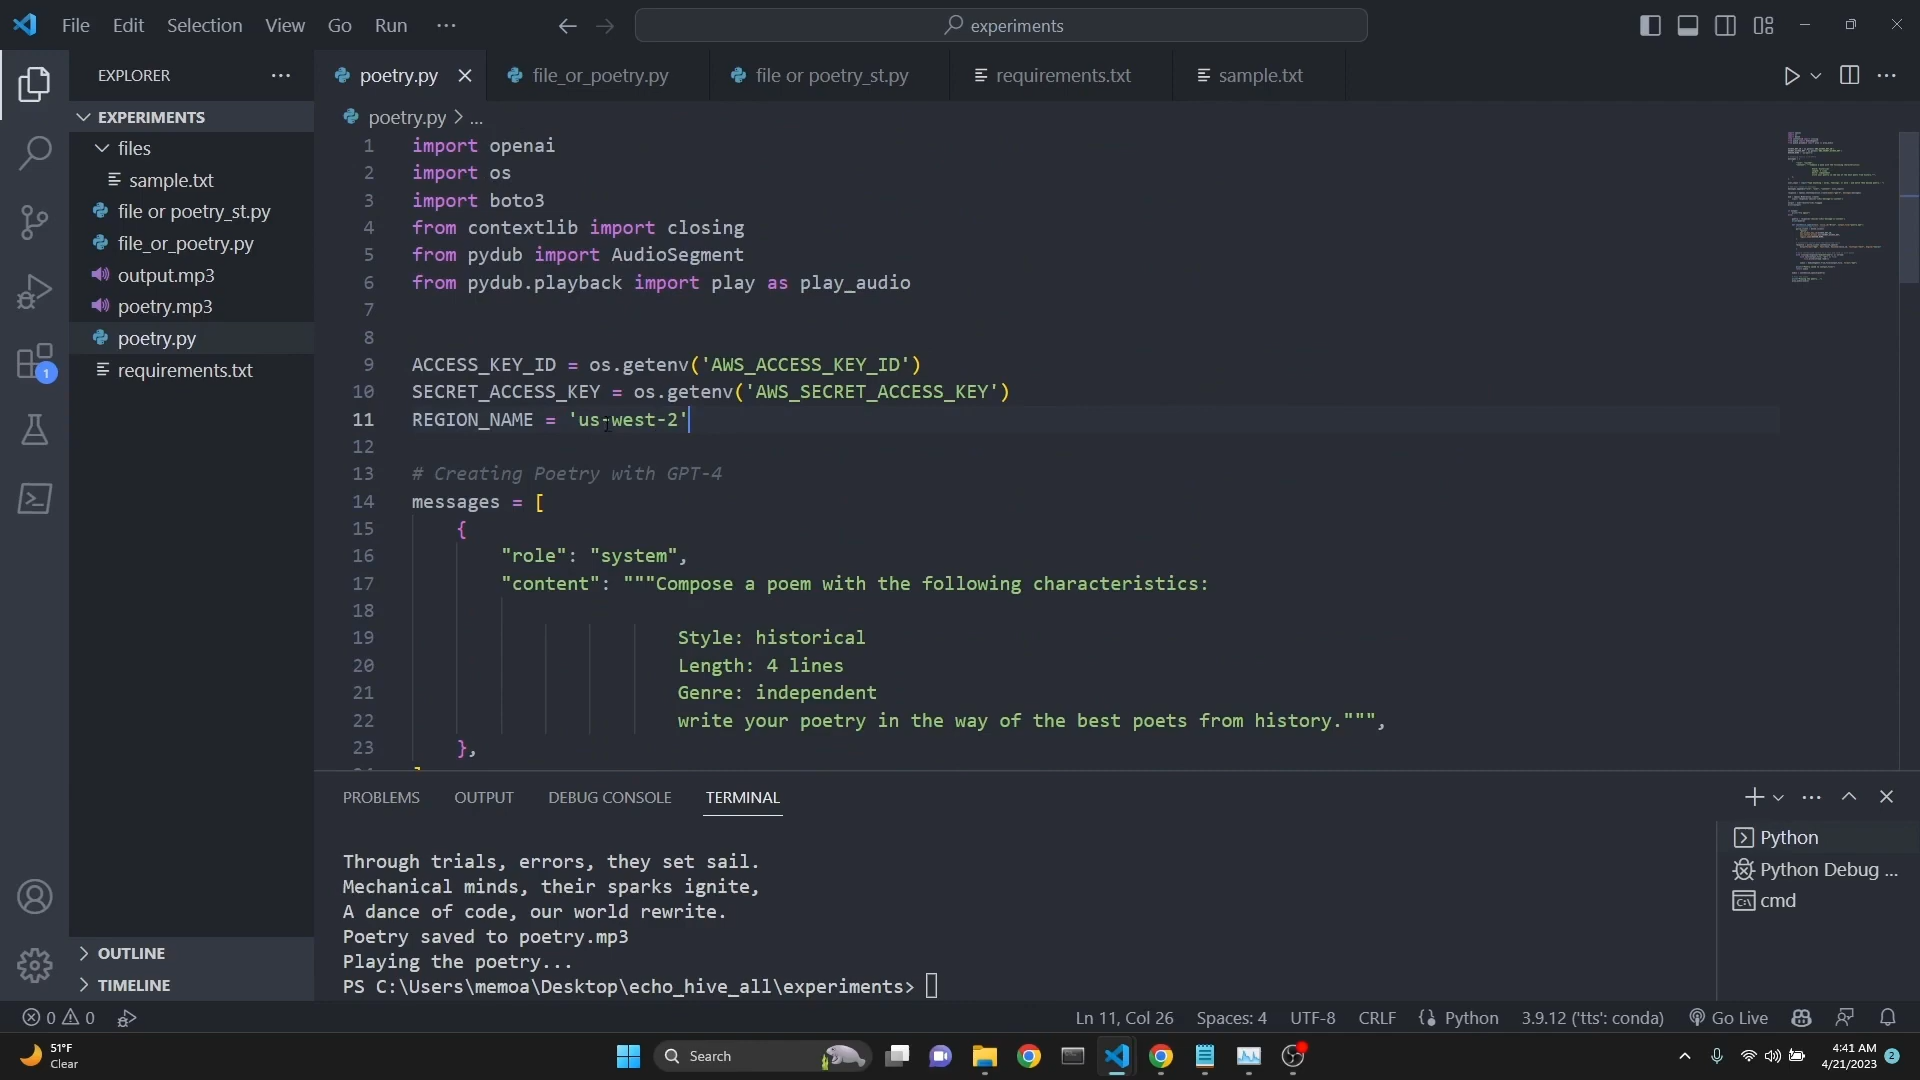 File Edit Selection View Go Run ··· experiments
EXPLORER ···
poetry.py file_or_poetry.py file or poetry_st.py requirements.txt sample.txt
EXPERIMENTS
files
sample.txt
file or poetry_st.py
file_or_poetry.py
output.mp3
poetry.mp3
poetry.py
requirements.txt
OUTLINE
TIMELINE
1
poetry.py > ...
1 import openai
2 import os
3 import boto3
4 from contextlib import closing
5 from pydub import AudioSegment
6 from pydub.playback import play as play_audio
7
8
9 ACCESS_KEY_ID = os.getenv('AWS_ACCESS_KEY_ID')
10 SECRET_ACCESS_KEY = os.getenv('AWS_SECRET_ACCESS_KEY')
11 REGION_NAME = 'us-west-2'
12
13 # Creating Poetry with GPT-4
14 messages = [
15 {
16 "role": "system",
17 "content": """Compose a poem with the following characteristics:
18
19 Style: historical
20 Length: 4 lines
21 Genre: independent
22 write your poetry in the way of the best poets from history.""",
23 },
PROBLEMS OUTPUT DEBUG CONSOLE TERMINAL
Through trials, errors, they set sail.
Mechanical minds, their sparks ignite,
A dance of code, our world rewrite.
Poetry saved to poetry.mp3
Playing the poetry...
PS C:\Users\memoa\Desktop\echo_hive_all\experiments>
Python
Python Debug ...
cmd
0 0 Ln 11, Col 26 Spaces: 4 UTF-8 CRLF Python 3.9.12 ('tts': conda) Go Live
51°F
Clear
Search
4:41 AM
4/21/2023
2